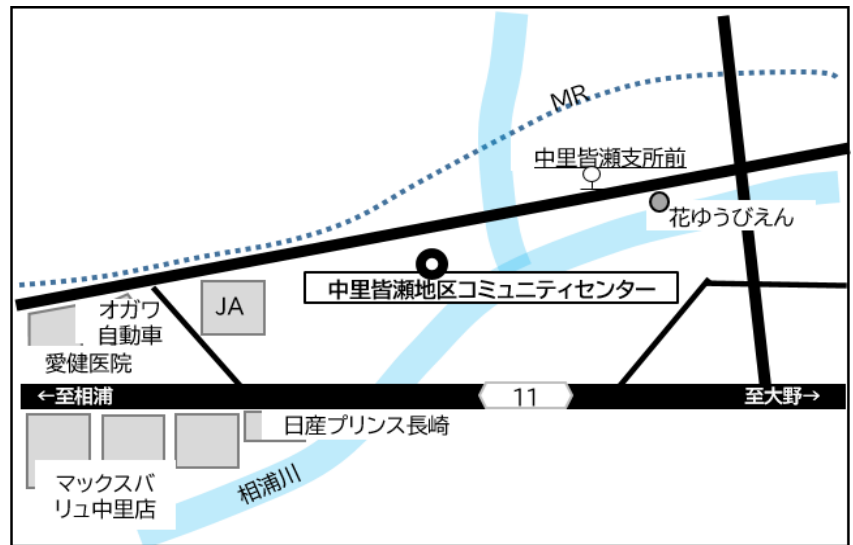 MR
中里皆瀬支所前
花ゆうびえん
中里皆瀬地区コミュニティセンター
JA
オガワ
自動車
愛健医院
←至相浦
11
至大野→
日産プリンス長崎
マックスバ
リュ中里店
相浦川